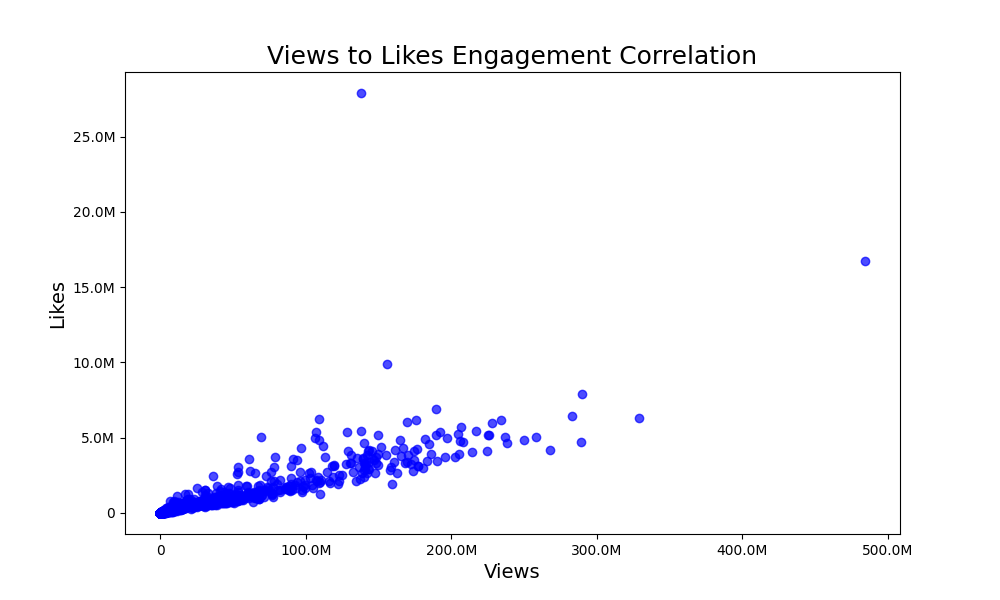 Views to Likes Engagement Correlation
25.0M
20.0M
15.0M
10.0M
5.0M
0
Likes
0 100.0M 200.0M 300.0M 400.0M 500.0M
Views